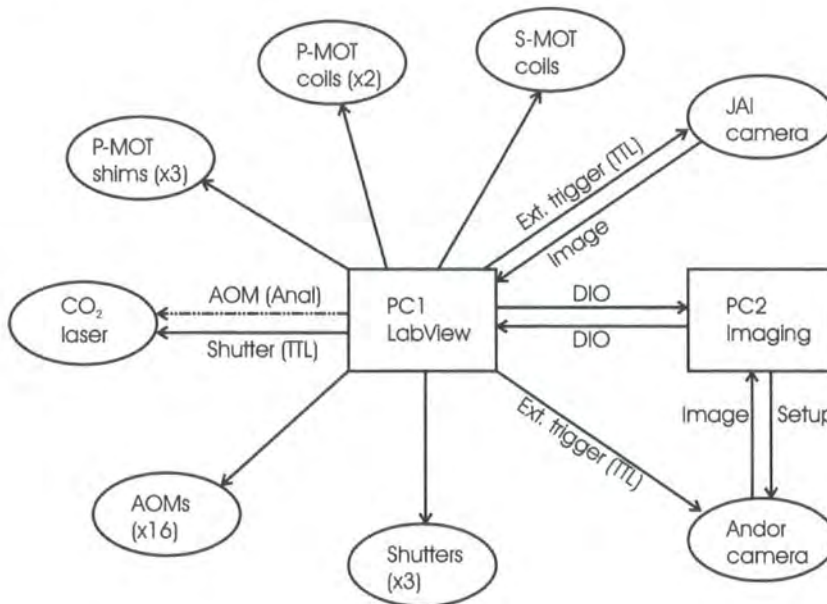 P-MOT
coils (x2)
S-MOT
coils
JAI
camera
P-MOT
shims (x3)
Ext. trigger (TTL)
Image
CO₂
laser
AOM (Anal)
Shutter (TTL)
PC1
LabView
DIO
DIO
PC2
Imaging
Ext. trigger (TTL)
Image
Setup
AOMs
(x16)
Shutters
(x3)
Andor
camera